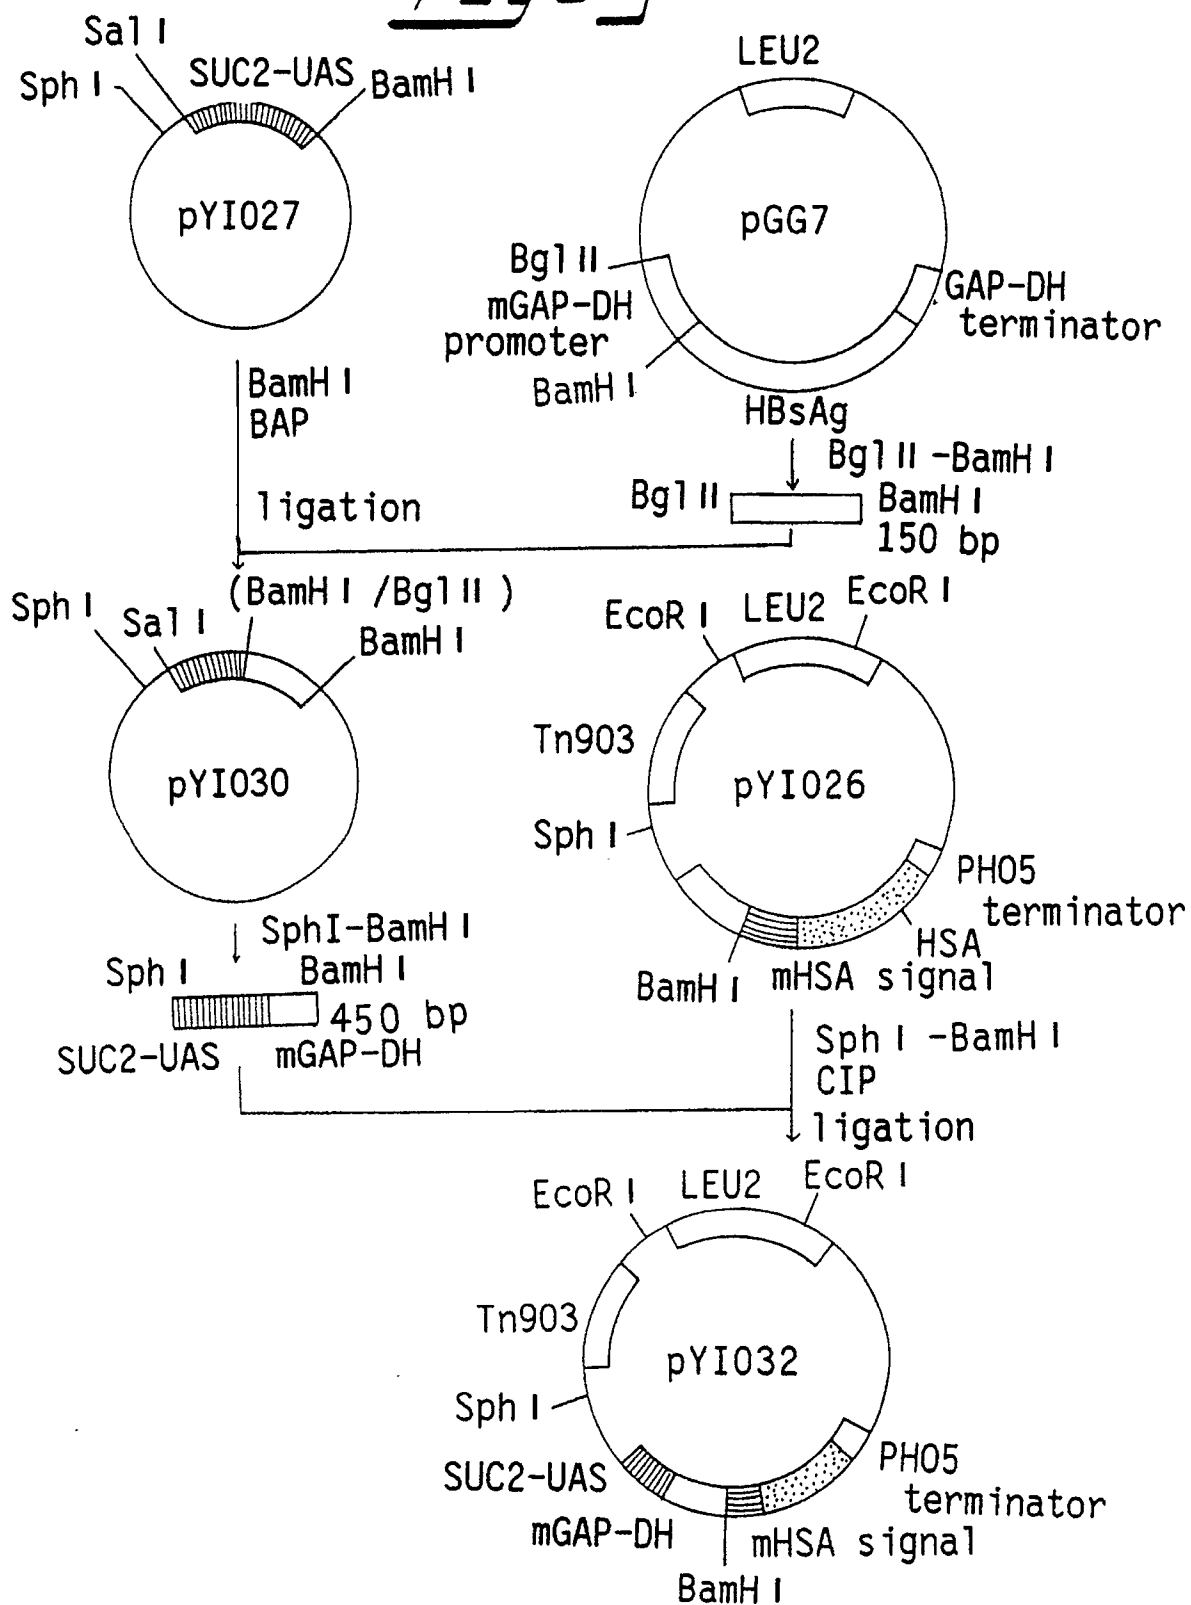 Sal I
SUC2-UAS
Sph I
BamH I
pYI027
LEU2
pGG7
Bgl II
mGAP-DH
promoter
BamH I
GAP-DH
terminator
HBsAg
BamH I
BAP
ligation
Bgl II -BamH I
Bgl II
BamH I
150 bp
(BamH I /Bgl II )
Sph I
Sal I
BamH I
pYI030
EcoR I
LEU2
EcoR I
Tn903
pYI026
Sph I
PHO5
terminator
HSA
mHSA signal
BamH I
SphI-BamH I
Sph I
BamH I
450 bp
SUC2-UAS
mGAP-DH
Sph I -BamH I
CIP
ligation
EcoR I
LEU2
EcoR I
Tn903
pYI032
Sph I
SUC2-UAS
mGAP-DH
PHO5
terminator
mHSA signal
BamH I